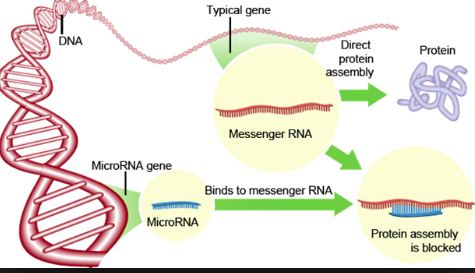 Typical gene
DNA
Direct
protein
assembly
Protein
Messenger RNA
MicroRNA gene
Binds to messenger RNA
MicroRNA
Protein assembly
is blocked